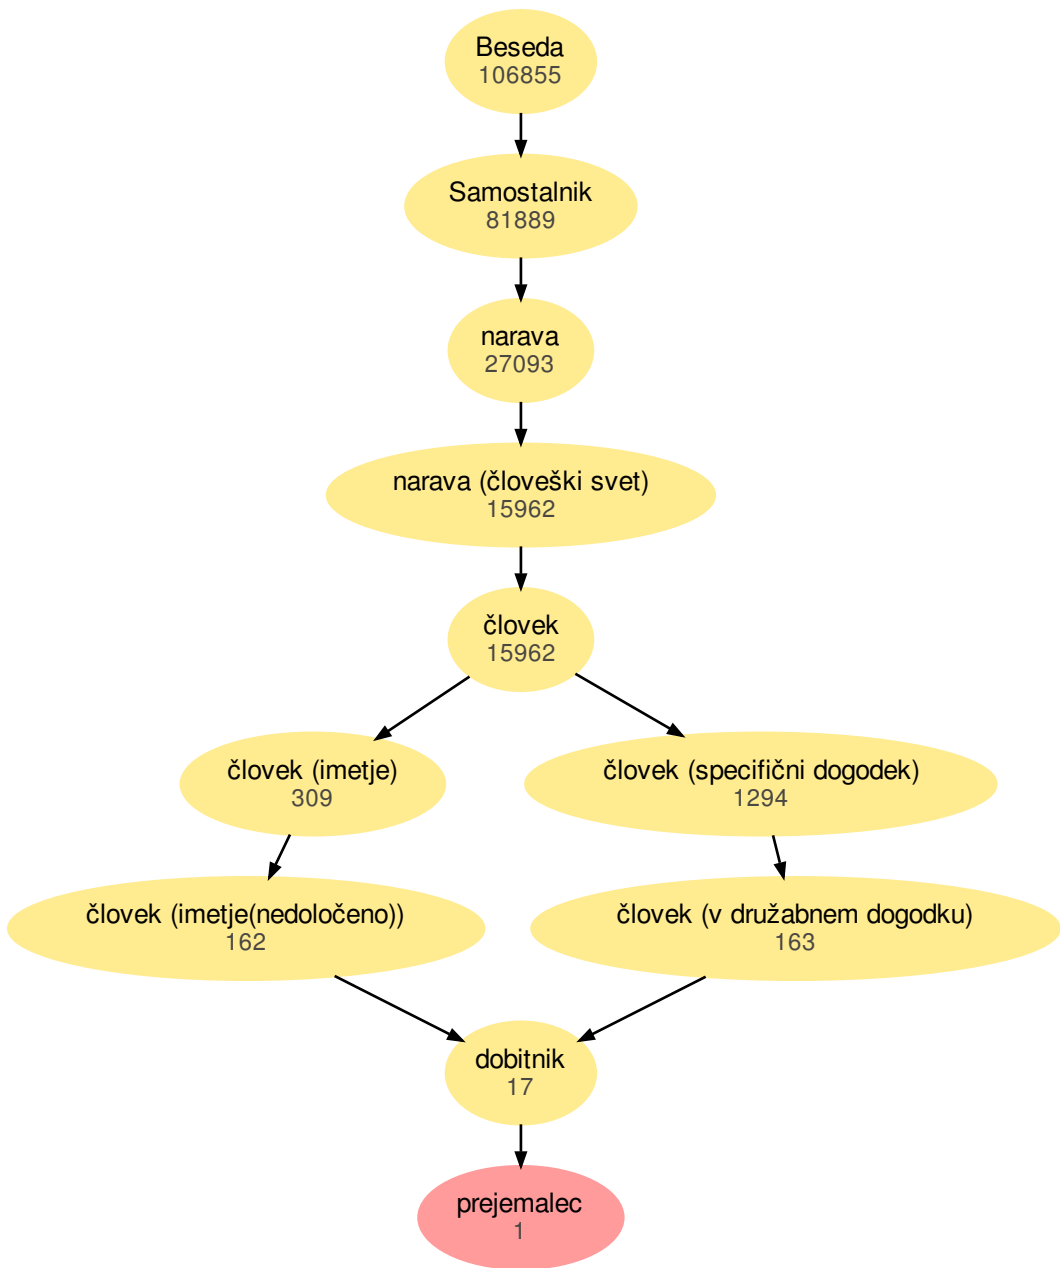 Beseda
106855
Samostalnik
81889
narava
27093
narava (človeški svet)
15962
človek
15962
človek (imetje)
309
človek (specifični dogodek)
1294
človek (imetje(nedoločeno))
162
človek (v družabnem dogodku)
163
dobitnik
17
prejemalec
1